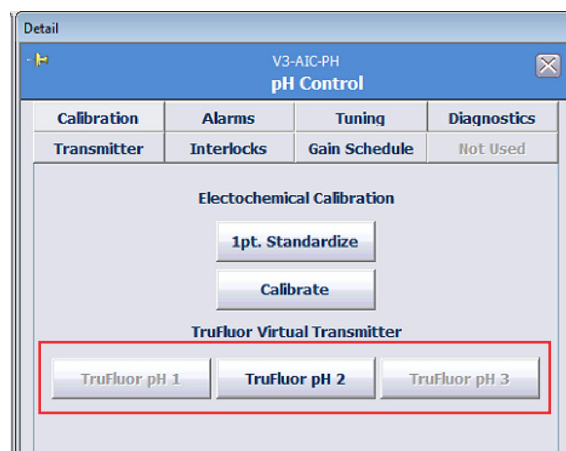 Detail
V3-AIC-PH
pH Control
Calibration Alarms Tuning Diagnostics
Transmitter Interlocks Gain Schedule Not Used
Electochemical Calibration
1pt. Standardize
Calibrate
TruFluor Virtual Transmitter
TruFluor pH 1 TruFluor pH 2 TruFluor pH 3